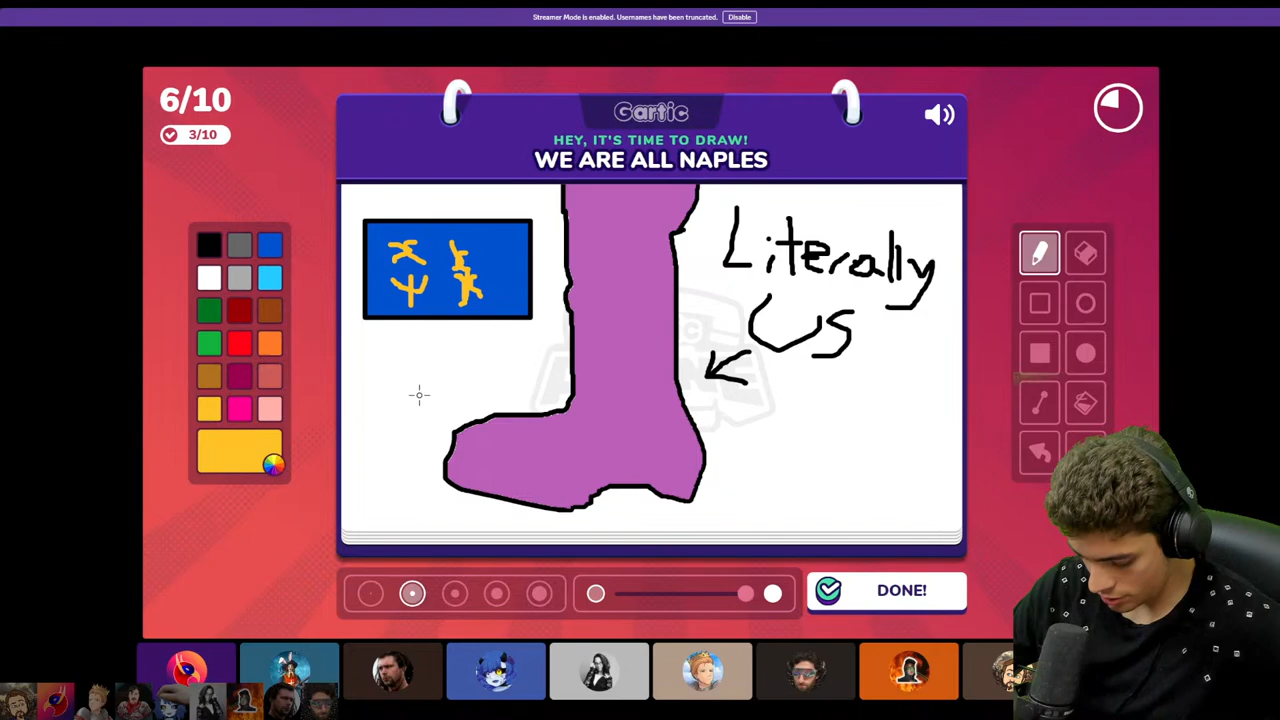 Streamer Mode is enabled. Usernames have been truncated. Disable
6/10
3/10
Gartic
HEY, IT'S TIME TO DRAW!
WE ARE ALL NAPLES
Literally
Us
DONE!